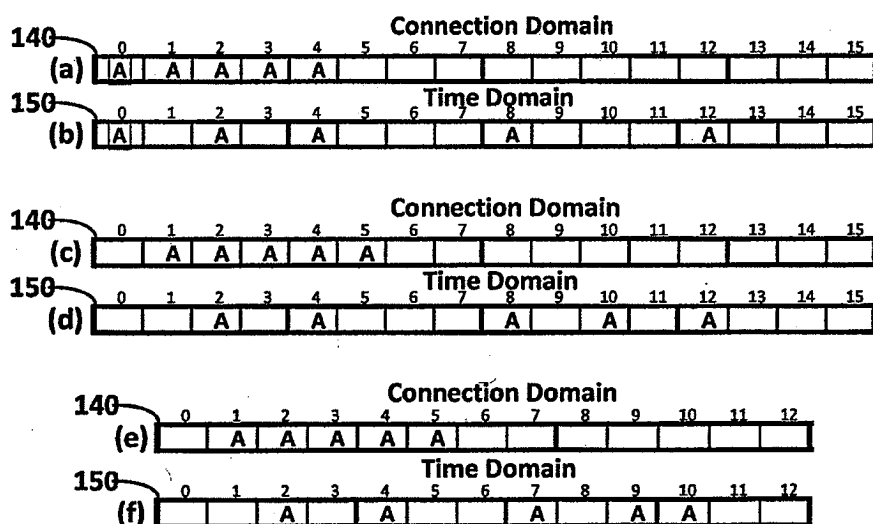 Connection Domain
140
0 1 2 3 4 5 6 7 8 9 10 11 12 13 14 15
(a) A A A A A
Time Domain
150
0 1 2 3 4 5 6 7 8 9 10 11 12 13 14 15
(b) A A A A A
Connection Domain
140
0 1 2 3 4 5 6 7 8 9 10 11 12 13 14 15
(c) A A A A A
Time Domain
150
0 1 2 3 4 5 6 7 8 9 10 11 12 13 14 15
(d) A A A A A
Connection Domain
140
0 1 2 3 4 5 6 7 8 9 10 11 12
(e) A A A A A
Time Domain
150
0 1 2 3 4 5 6 7 8 9 10 11 12
(f) A A A A A